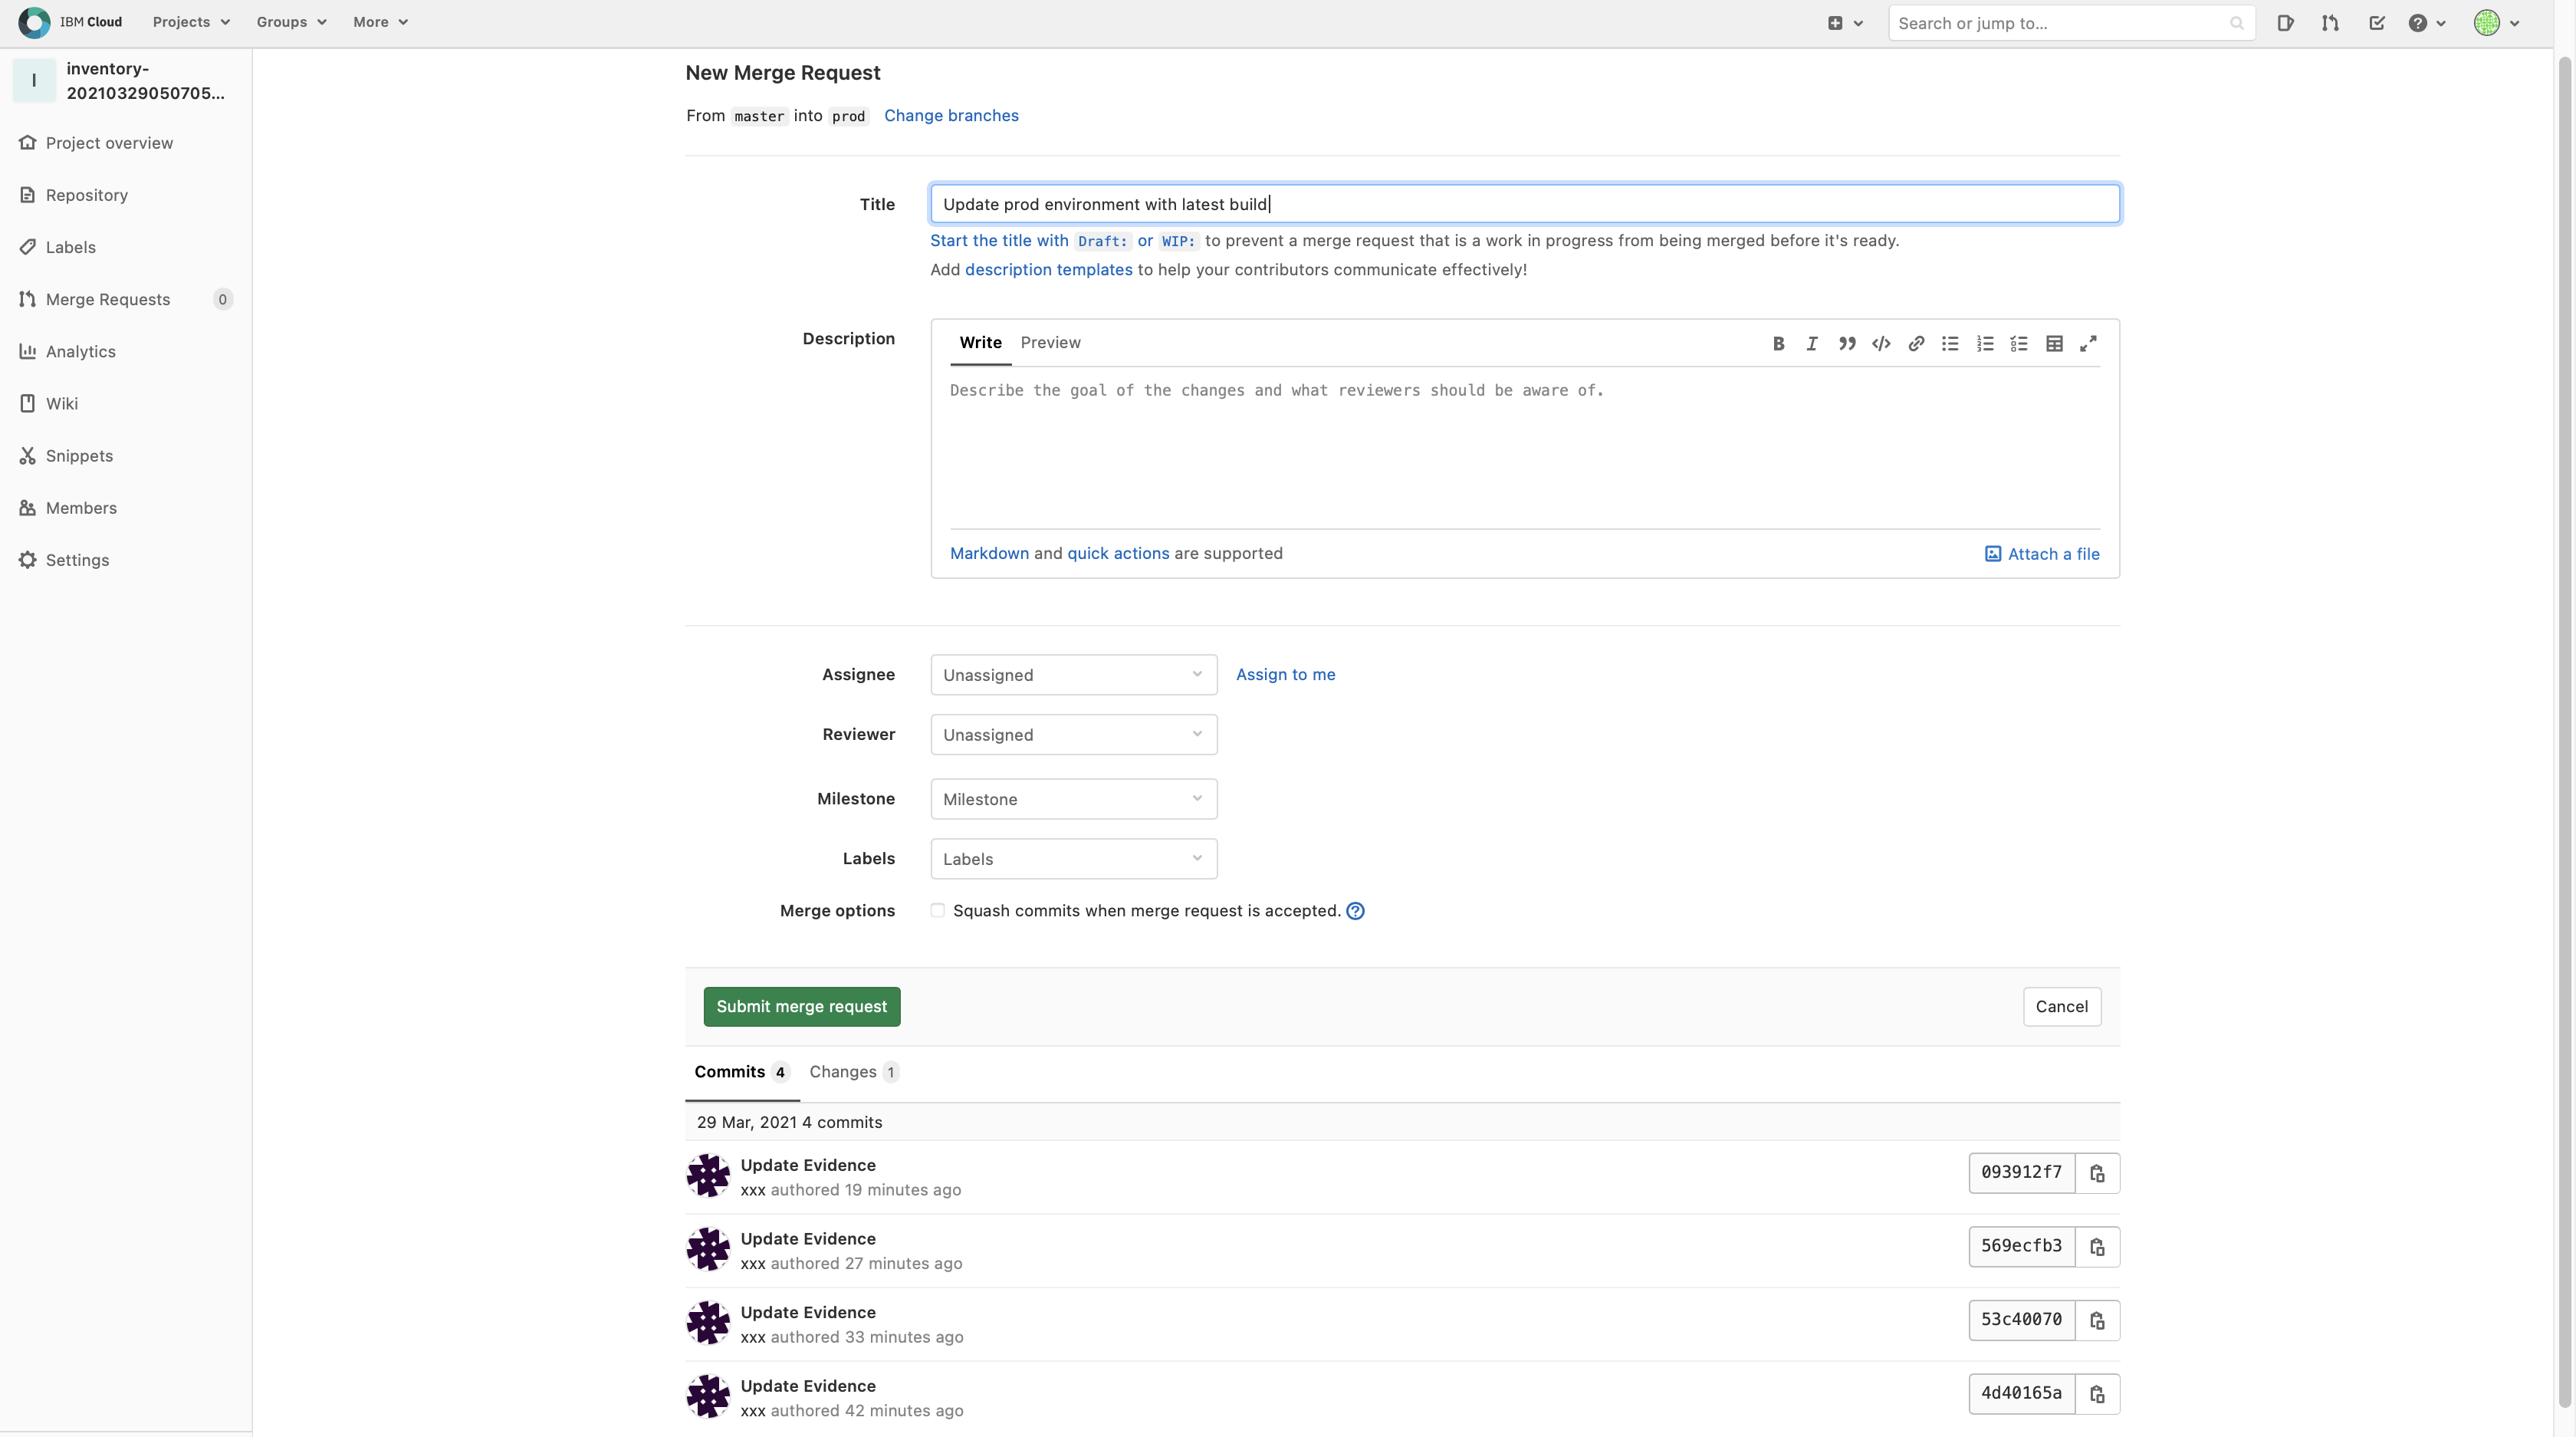 IBM Cloud Projects Groups More Search or jump to...
I inventory-
20210329050705...
Project overview
Repository
Labels
Merge Requests 0
Analytics
Wiki
Snippets
Members
Settings
New Merge Request
From master into prod Change branches
Title Update prod environment with latest build
Start the title with Draft: or WIP: to prevent a merge request that is a work in progress from being merged before it's ready.
Add description templates to help your contributors communicate effectively!
Description Write Preview
Describe the goal of the changes and what reviewers should be aware of.
Markdown and quick actions are supported Attach a file
Assignee Unassigned Assign to me
Reviewer Unassigned
Milestone Milestone
Labels Labels
Merge options Squash commits when merge request is accepted.
Submit merge request Cancel
Commits 4 Changes 1
29 Mar, 2021 4 commits
Update Evidence
xxx authored 19 minutes ago
093912f7
Update Evidence
xxx authored 27 minutes ago
569ecfb3
Update Evidence
xxx authored 33 minutes ago
53c40070
Update Evidence
xxx authored 42 minutes ago
4d40165a